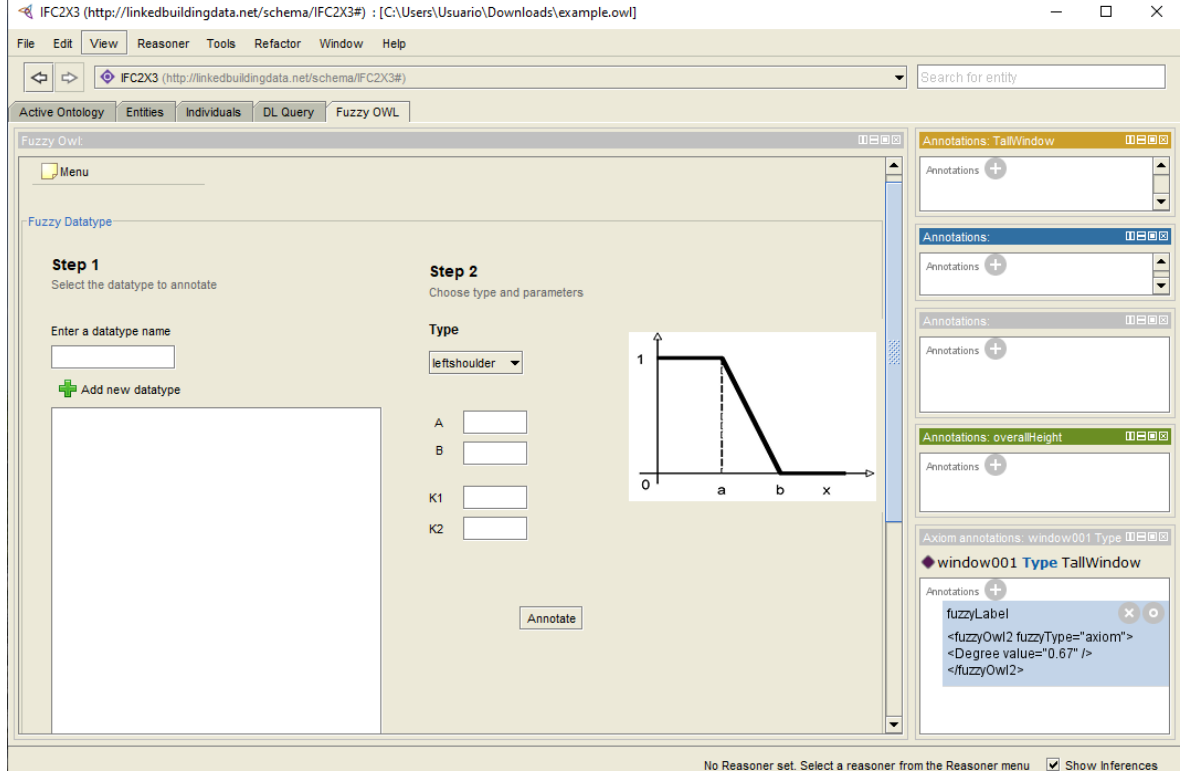 IFC2X3 (http://linkedbuildingdata.net/schema/IFC2X3#) : [C:\Users\Usuario\Downloads\example.owl]
File Edit View Reasoner Tools Refactor Window Help
IFC2X3 (http://linkedbuildingdata.net/schema/IFC2X3#)
Search for entity
Active Ontology Entities Individuals DL Query Fuzzy OWL
Fuzzy Owl:
Menu
Fuzzy Datatype
Step 1
Select the datatype to annotate
Enter a datatype name
Add new datatype
Step 2
Choose type and parameters
Type
leftshoulder
A
B
K1
K2
1
0 a b x
Annotate
Annotations: TallWindow
Annotations
Annotations:
Annotations
Annotations:
Annotations
Annotations: overallHeight
Annotations
Axiom annotations: window001 Type
window001 Type TallWindow
Annotations
fuzzyLabel
<fuzzyOwl2 fuzzyType="axiom">
<Degree value="0.67" />
</fuzzyOwl2>
No Reasoner set. Select a reasoner from the Reasoner menu Show Inferences